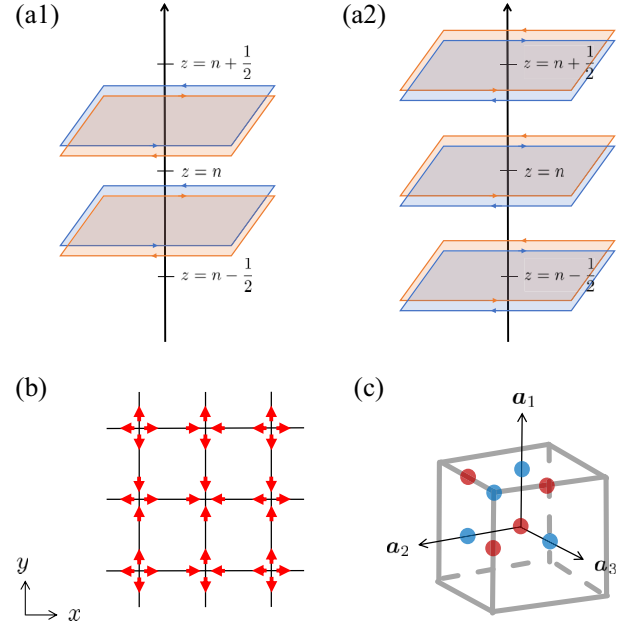 (a1)
z = n + 1/2
z = n
z = n − 1/2
(a2)
z = n + 1/2
z = n
z = n − 1/2
(b)
y
x
(c)
a₁
a₂
a₃